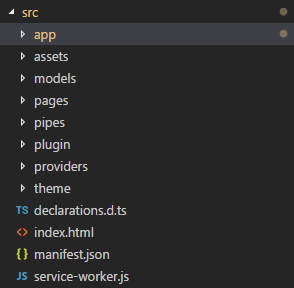 src
app
assets
models
pages
pipes
plugin
providers
theme
TS declarations.d.ts
<> index.html
{ } manifest.json
JS service-worker.js